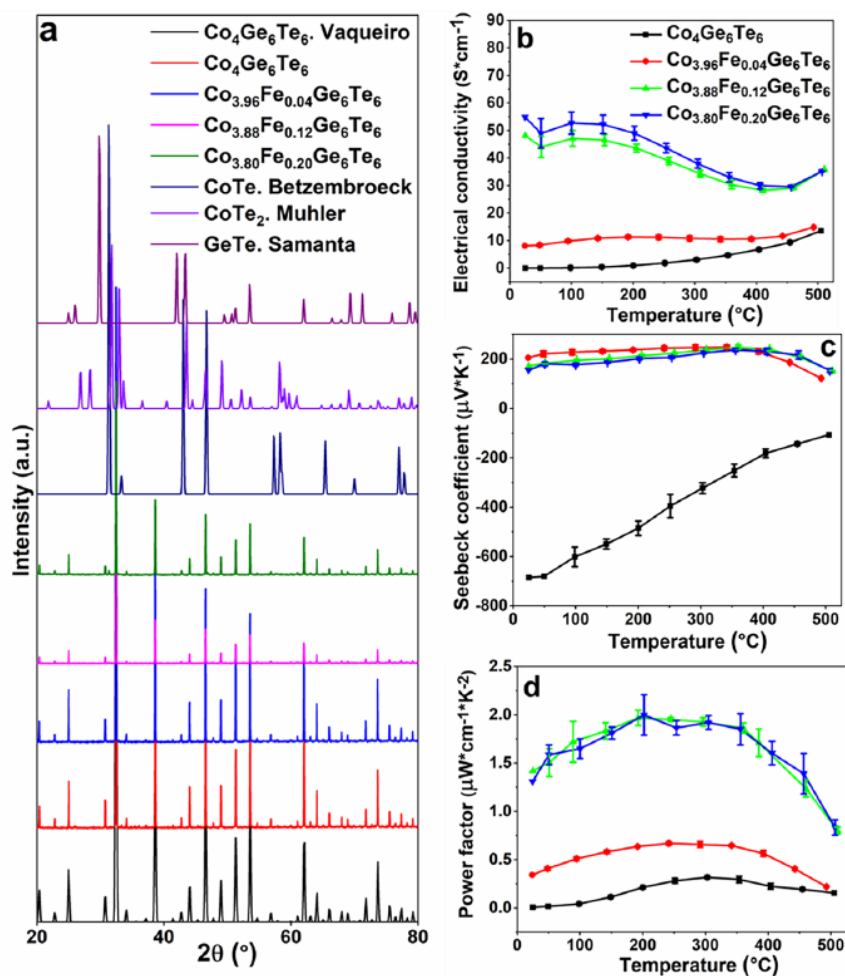 a
Co₄Ge₆Te₆. Vaqueiro
Co₄Ge₆Te₆
Co₃.₉₆Fe₀.₀₄Ge₆Te₆
Co₃.₈₈Fe₀.₁₂Ge₆Te₆
Co₃.₈₀Fe₀.₂₀Ge₆Te₆
CoTe. Betzembroeck
CoTe₂. Muhler
GeTe. Samanta
Intensity (a.u.)
20 40 60 80
2θ (°)
b
Co₄Ge₆Te₆
Co₃.₉₆Fe₀.₀₄Ge₆Te₆
Co₃.₈₈Fe₀.₁₂Ge₆Te₆
Co₃.₈₀Fe₀.₂₀Ge₆Te₆
Electrical conductivity (S*cm⁻¹)
90
80
70
60
50
40
30
20
10
0
0 100 200 300 400 500
Temperature (°C)
c
Seebeck coefficient (μV*K⁻¹)
200
0
-200
-400
-600
-800
0 100 200 300 400 500
Temperature (°C)
d
Power factor (μW*cm⁻¹*K⁻²)
2.5
2.0
1.5
1.0
0.5
0.0
0 100 200 300 400 500
Temperature (°C)